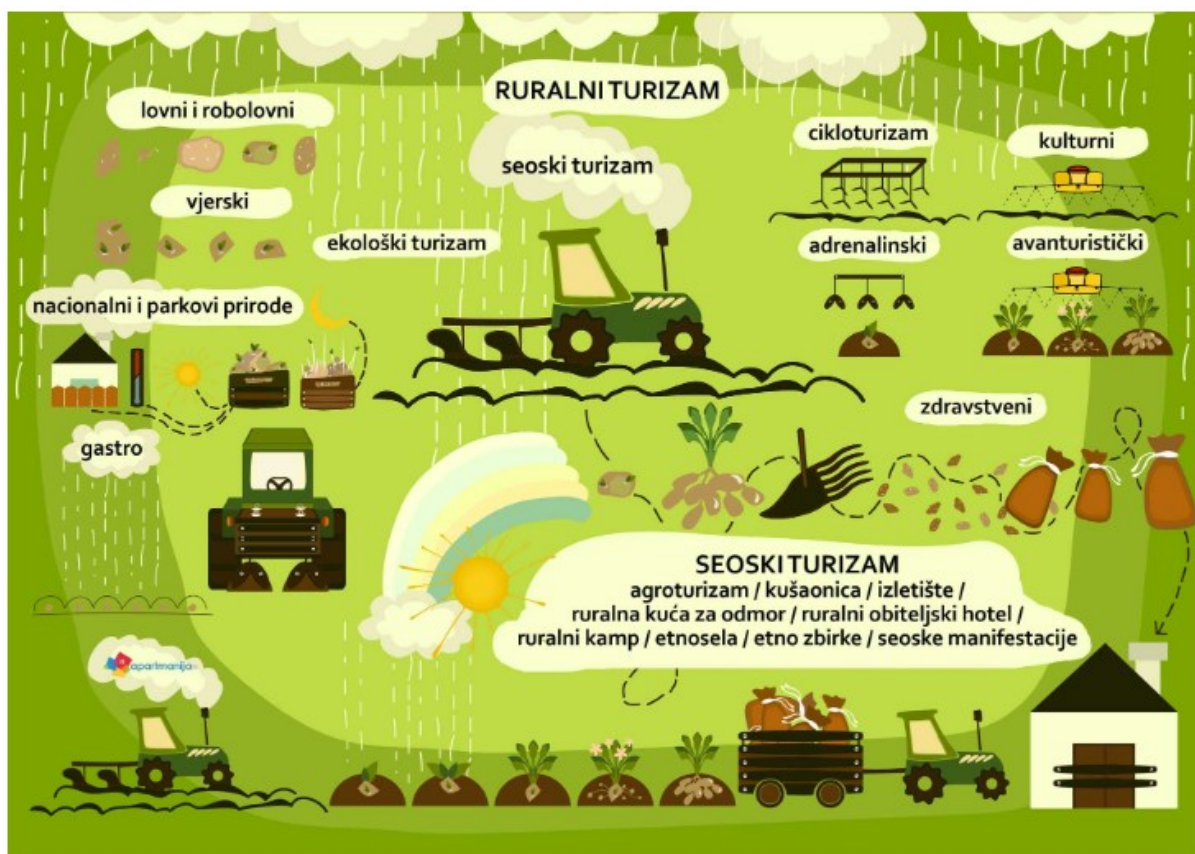 RURALNI TURIZAM
lovni i robolovni
cikloturizam
kulturni
seoski turizam
vjerski
ekološki turizam
adrenalinski
avanturistički
nacionalni i parkovi prirode
zdravstveni
gastro
SEOSKI TURIZAM
agroturizam / kušaonica / izletište /
ruralna kuća za odmor / ruralni obiteljski hotel /
ruralni kamp / etnosela / etno zbirke / seoske manifestacije
apartmanija